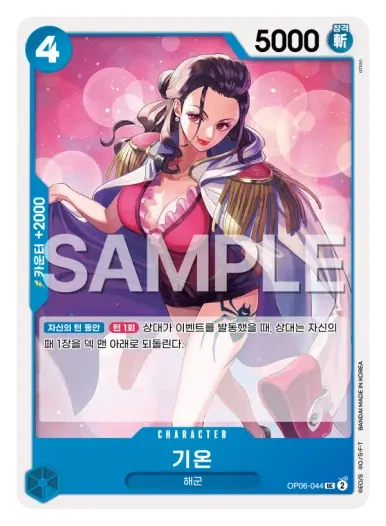 4
5000
참격
斬
otton
카운터 +2000
SAMPLE
자신의 턴 동안 턴 1회 상대가 이벤트를 발동했을 때, 상대는 자신의
패 1장을 덱 맨 아래로 되돌린다.
CHARACTER
기온
해군
OP06-044 UC 2
©E.O/S. ©O./S.·F·T
BANDAI MADE IN KOREA